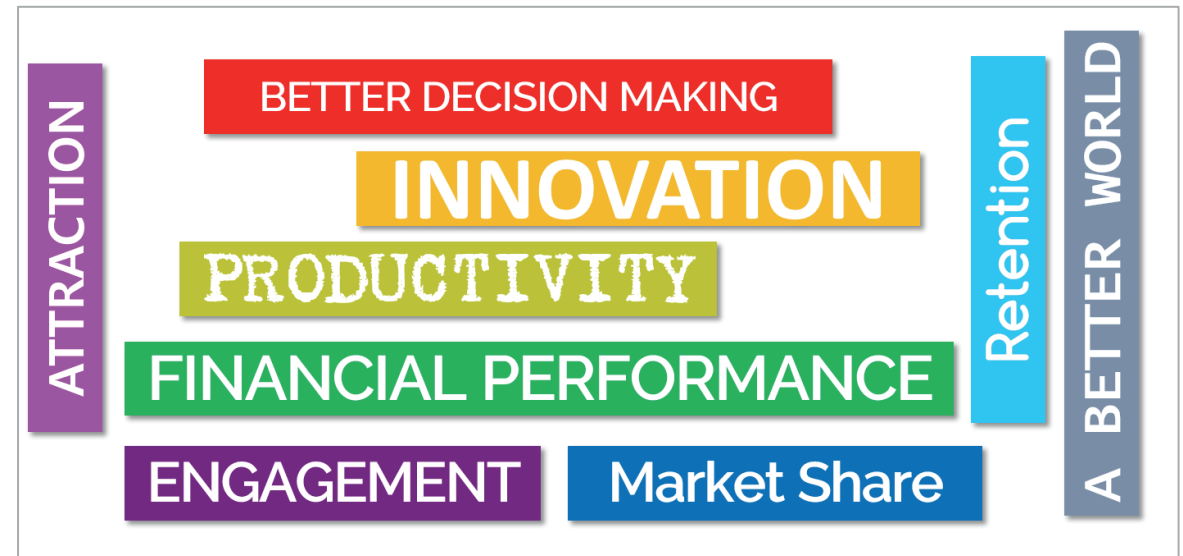 ATTRACTION
BETTER DECISION MAKING
INNOVATION
PRODUCTIVITY
FINANCIAL PERFORMANCE
ENGAGEMENT
Market Share
Retention
A BETTER WORLD